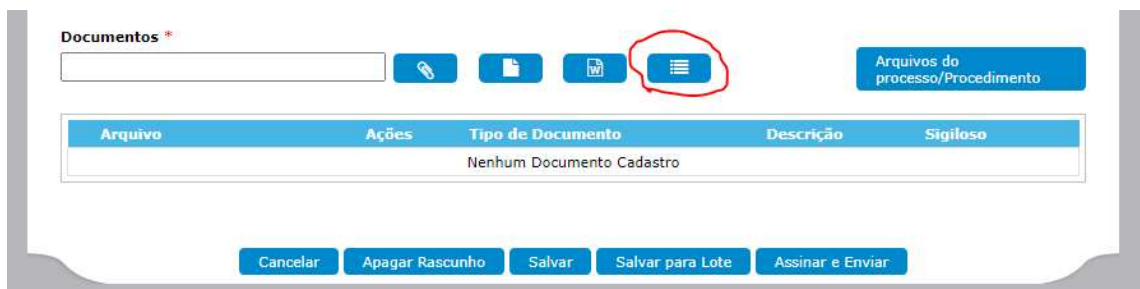 Documentos *
Arquivos do
processo/Procedimento
Arquivo Ações Tipo de Documento Descrição Sigiloso
Nenhum Documento Cadastro
Cancelar Apagar Rascunho Salvar Salvar para Lote Assinar e Enviar